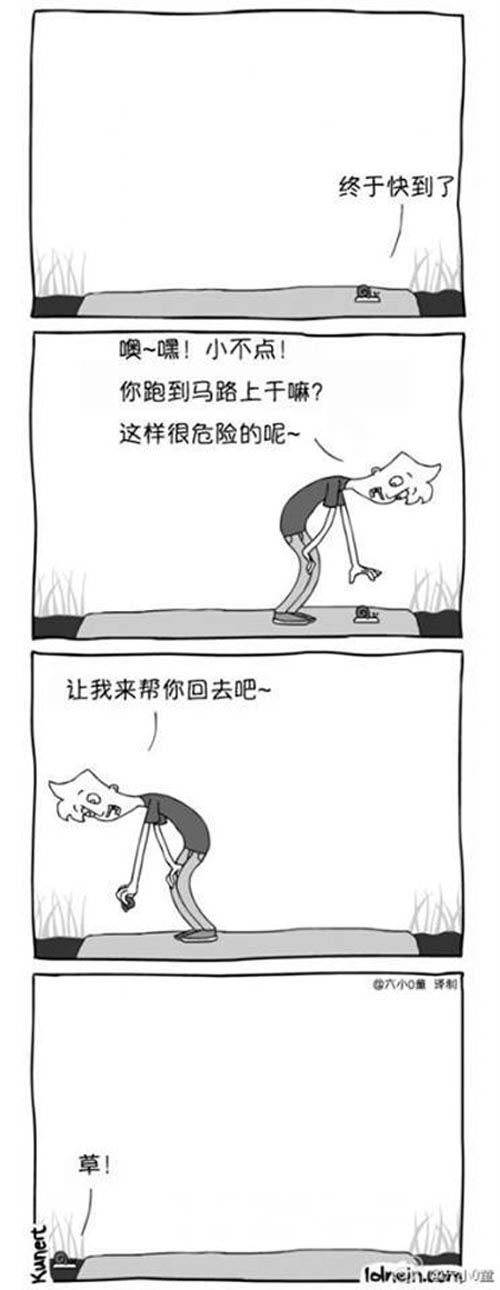 终于快到了
噢~嘿！小不点！
你跑到马路上干嘛？
这样很危险的呢~
让我来帮你回去吧~
@六小0童 译制
草！
Kunert
lolnein.com